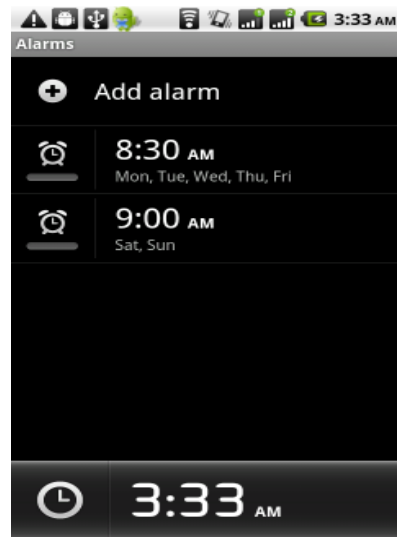 3:33 AM
Alarms
Add alarm
8:30 AM
Mon, Tue, Wed, Thu, Fri
9:00 AM
Sat, Sun
3:33 AM